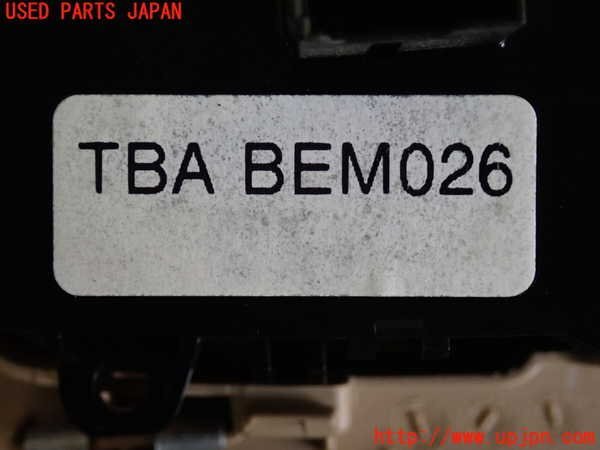 USED PARTS JAPAN
TBA BEM026
http://www.upjpn.com/